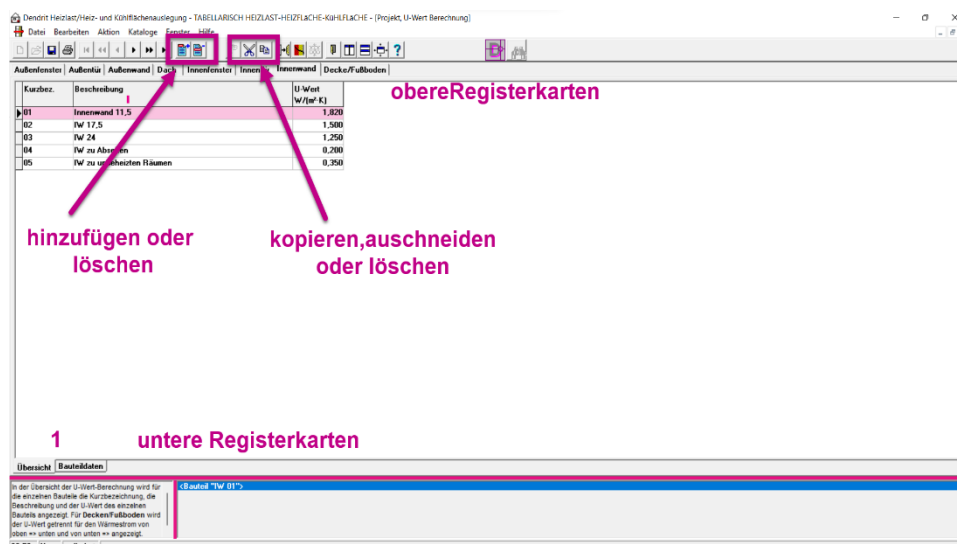 Dendrit Heizlast/Heiz- und Kühlflächenauslegung - TABELLARISCH HEIZLAST-HEIZFLäCHE-KüHLFLäCHE - [Projekt, U-Wert Berechnung]
Datei Bearbeiten Aktion Kataloge Fenster Hilfe
Außenfenster Außentür Außenwand Dach Innenfenster Innenwand Decke/Fußboden
Kurzbez. Beschreibung U-Wert
W/(m²·K)
obereRegisterkarten
01 Innenwand 11,5 1,820
02 IW 17,5 1,500
03 IW 24 1,250
04 IW zu 0,200
05 IW zu Räumen 0,350
hinzufügen oder
löschen
kopieren,auschneiden
oder löschen
1 untere Registerkarten
Übersicht Bauteildaten
In der Übersicht der U-Wert-Berechnung wird für
die einzelnen Bauteile die Kurzbezeichnung, die
Beschreibung und der U-Wert des einzelnen
Bauteils angezeigt. Für Decken/Fußboden wird
der U-Wert getrennt für den Wärmestrom von
oben => unten und von unten => angezeigt.
<Bauteil "IW 01">